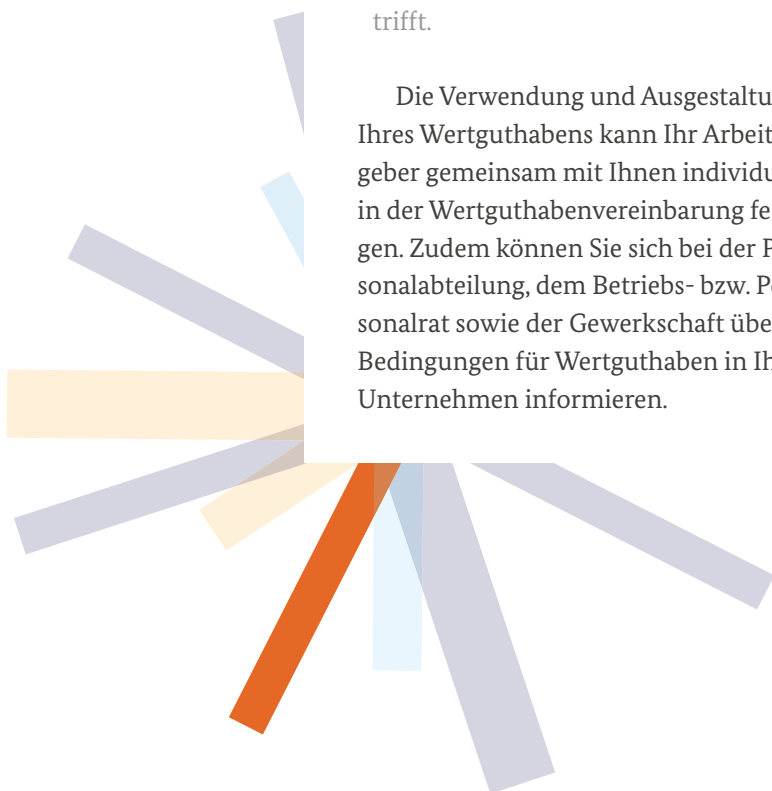 trifft.
Die Verwendung und Ausgestaltu
Ihres Wertguthabens kann Ihr Arbeit
geber gemeinsam mit Ihnen individu
in der Wertguthabenvereinbarung fe
gen. Zudem können Sie sich bei der P
sonalabteilung, dem Betriebs- bzw. Pe
sonalrat sowie der Gewerkschaft übe
Bedingungen für Wertguthaben in Ih
Unternehmen informieren.